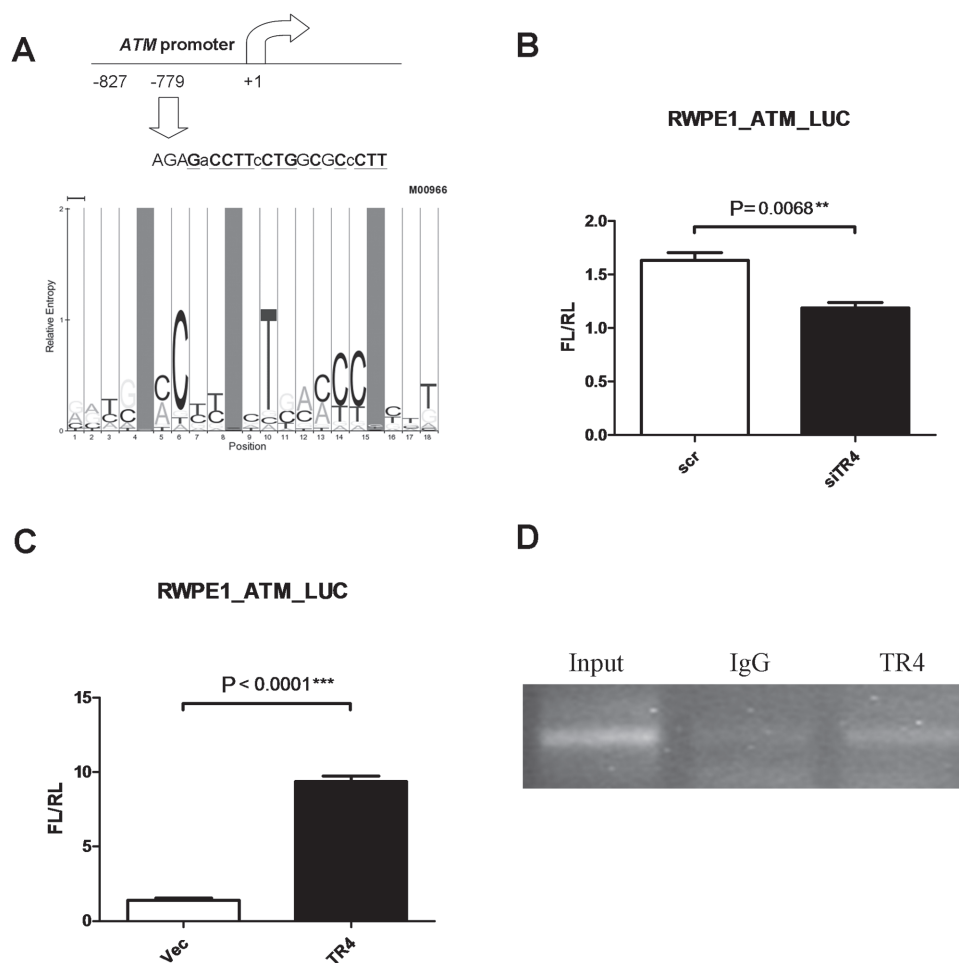 A
ATM promoter
-827 -779 +1
AGAGaCCTTcCTGGCGCcCTT
M00966
2
1
0
Relative Entropy
1 2 3 4 5 6 7 8 9 10 11 12 13 14 15 16 17 18
Position
B
RWPE1_ATM_LUC
P=0.0068**
2.0
1.5
1.0
0.5
0.0
FL/RL
scr siTR4
C
RWPE1_ATM_LUC
P<0.0001***
15
10
5
0
FL/RL
Vec TR4
D
Input IgG TR4